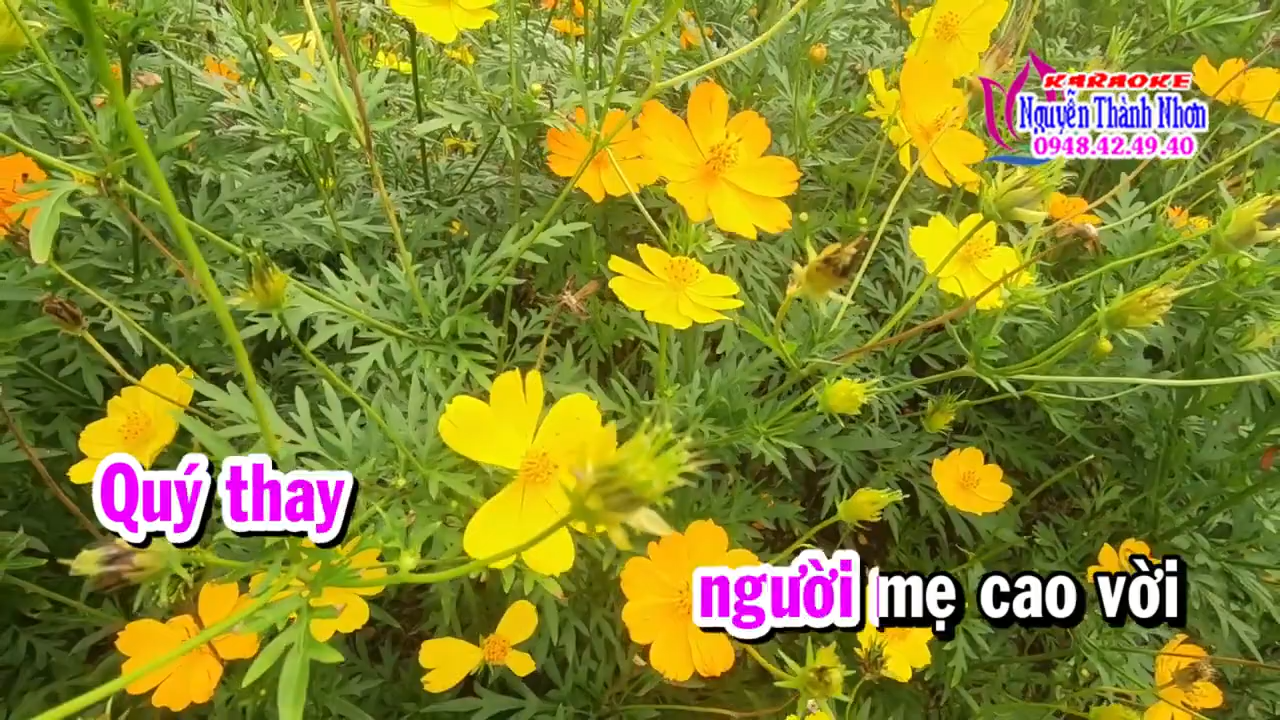 KARAOKE
Nguyễn Thành Nhơn
0948.42.49.40
Quý thay
người mẹ cao vời